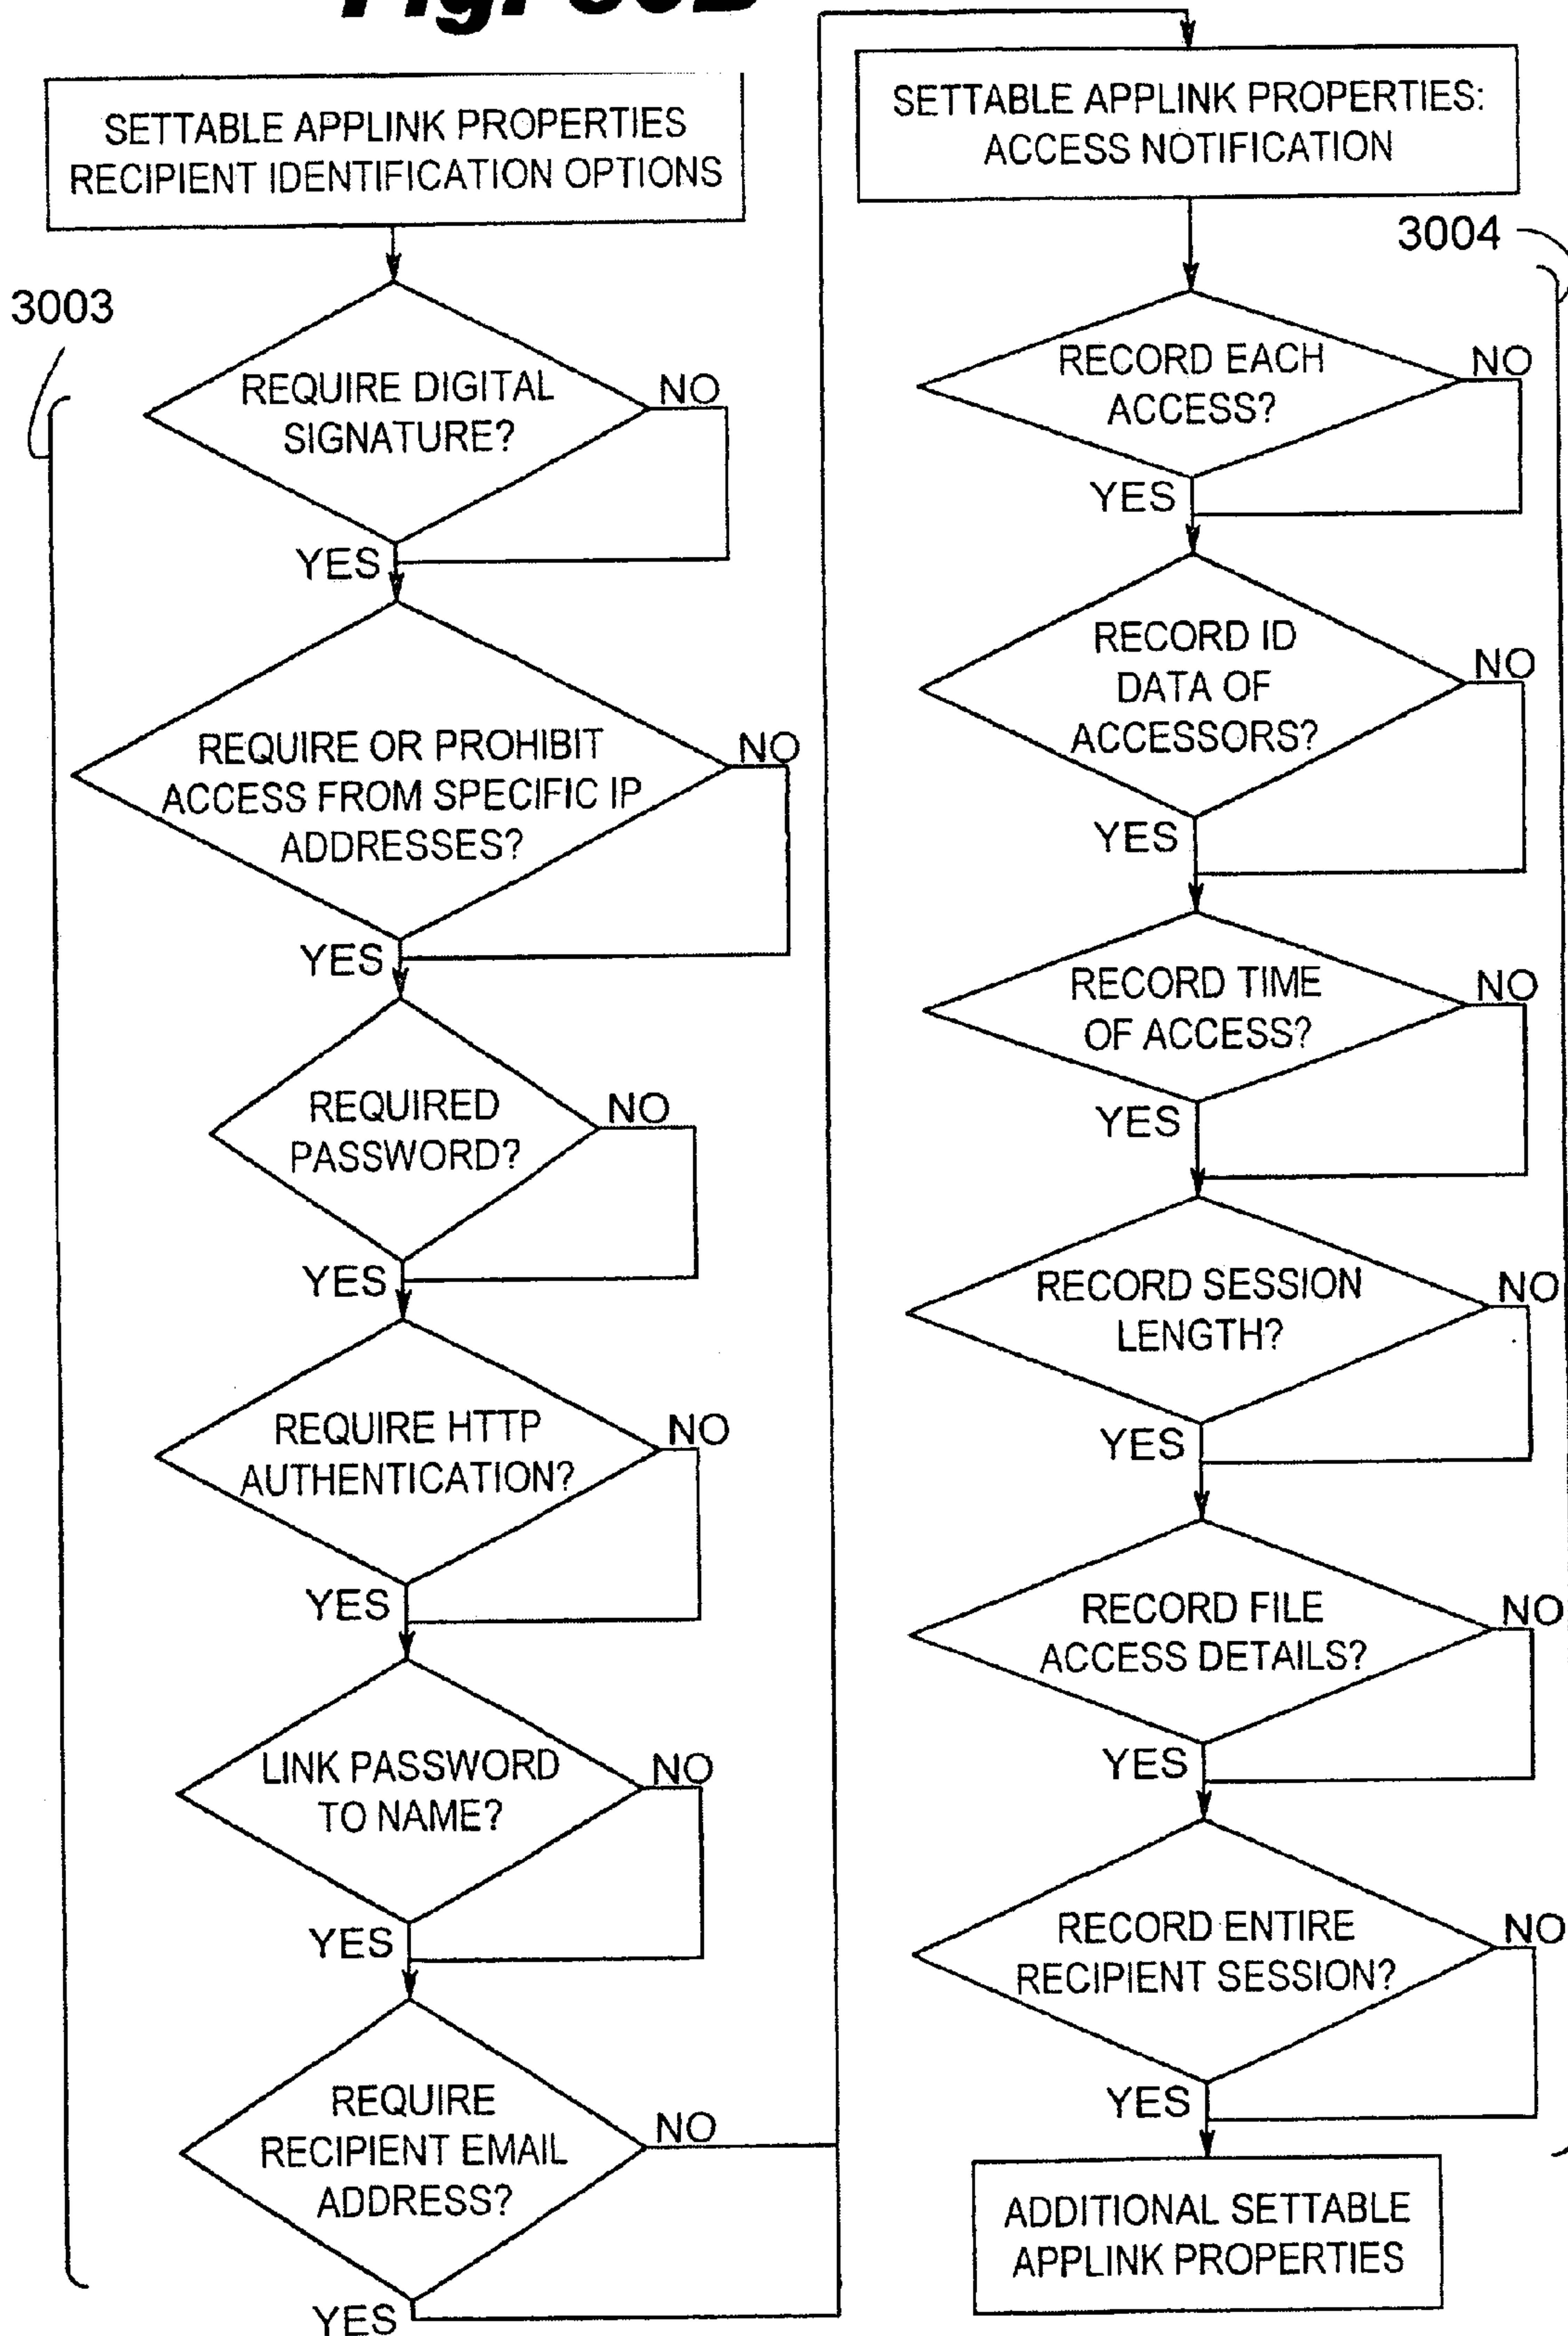 SETTABLE APPLINK PROPERTIES
RECIPIENT IDENTIFICATION OPTIONS
3003
REQUIRE DIGITAL
SIGNATURE?
NO
YES
REQUIRE OR PROHIBIT
ACCESS FROM SPECIFIC IP
ADDRESSES?
NO
YES
REQUIRED
PASSWORD?
NO
YES
REQUIRE HTTP
AUTHENTICATION?
NO
YES
LINK PASSWORD
TO NAME?
NO
YES
REQUIRE
RECIPIENT EMAIL
ADDRESS?
NO
YES
SETTABLE APPLINK PROPERTIES:
ACCESS NOTIFICATION
3004
RECORD EACH
ACCESS?
NO
YES
RECORD ID
DATA OF
ACCESSORS?
NO
YES
RECORD TIME
OF ACCESS?
NO
YES
RECORD SESSION
LENGTH?
NO
YES
RECORD FILE
ACCESS DETAILS?
NO
YES
RECORD ENTIRE
RECIPIENT SESSION?
NO
YES
ADDITIONAL SETTABLE
APPLINK PROPERTIES